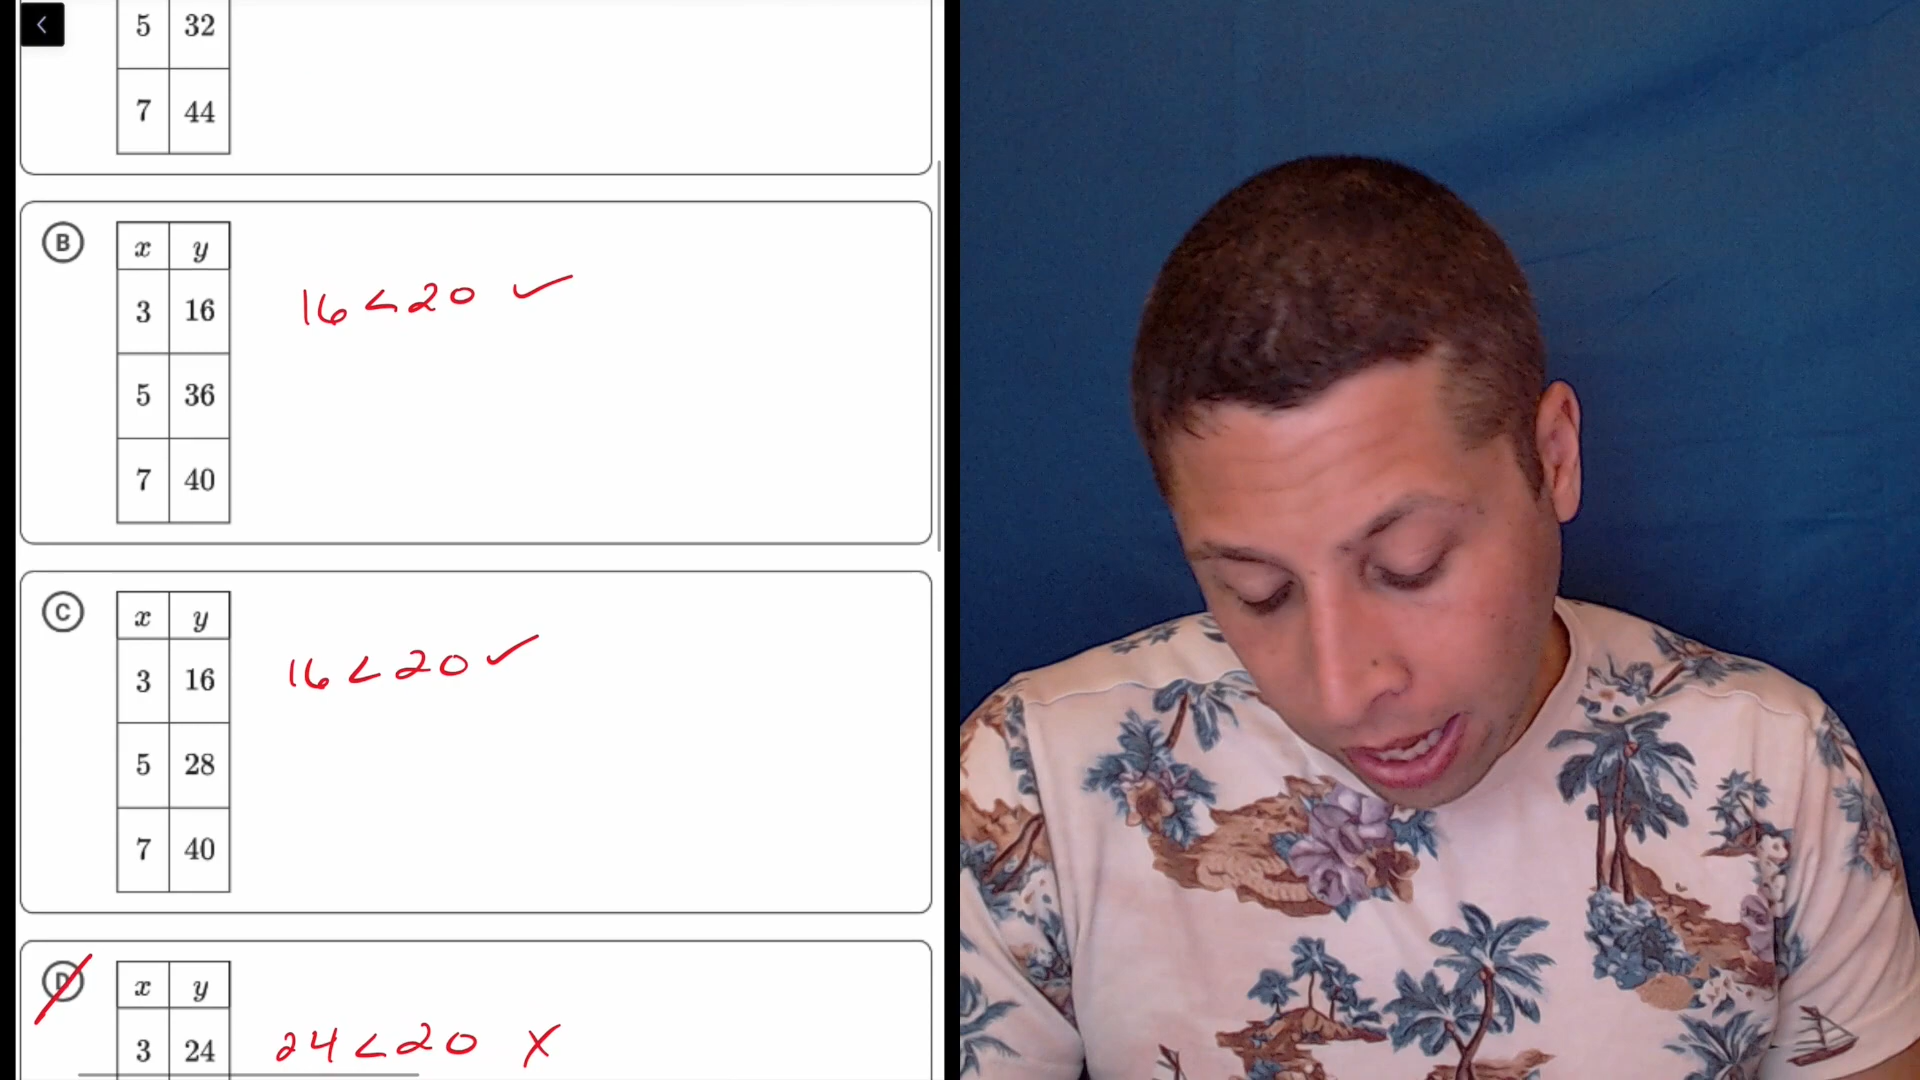 5 32
7 44
B
x y
3 16
16 < 20 ✓
5 36
7 40
C
x y
3 16
16 < 20 ✓
5 28
7 40
D
x y
3 24
24 < 20 X